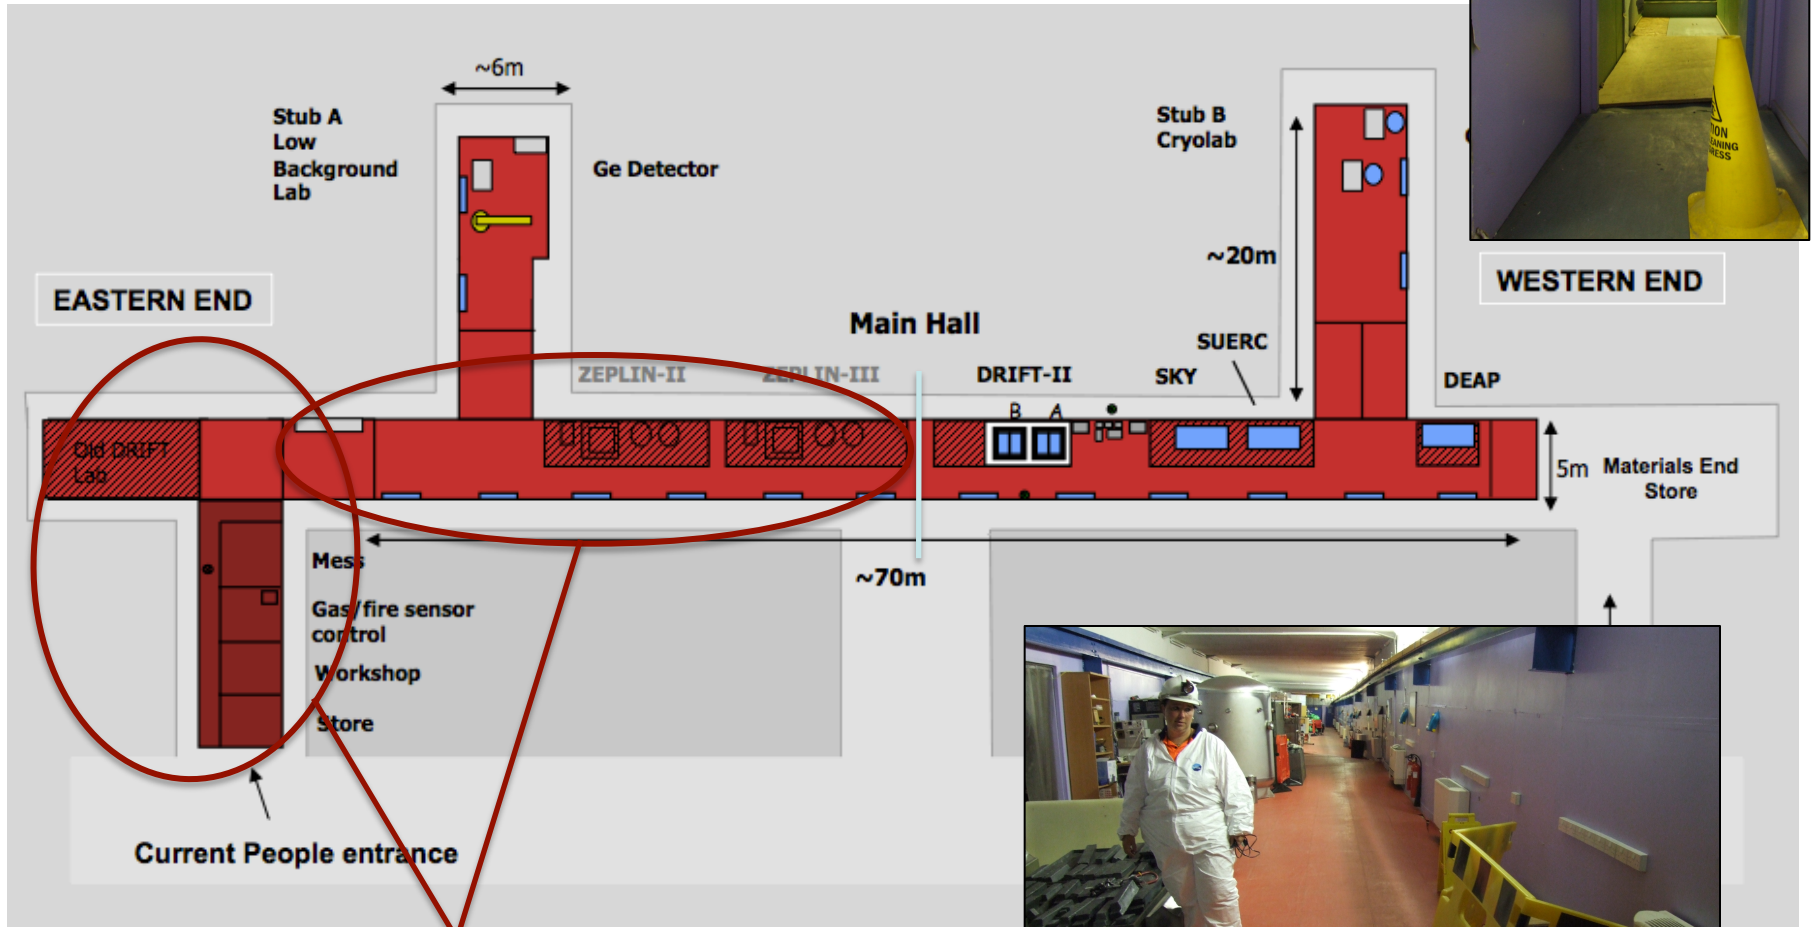 ~6m
Stub A
Low
Background
Lab
Ge Detector
Stub B
Cryolab
~20m
EASTERN END
WESTERN END
Main Hall
SUERC
ZEPLIN-II
ZEPLIN-III
DRIFT-II
SKY
DEAP
B A
Old DRIFT
Lab
5m
Materials End
Store
Mess
~70m
Gas/fire sensor
control
Workshop
Store
Current People entrance